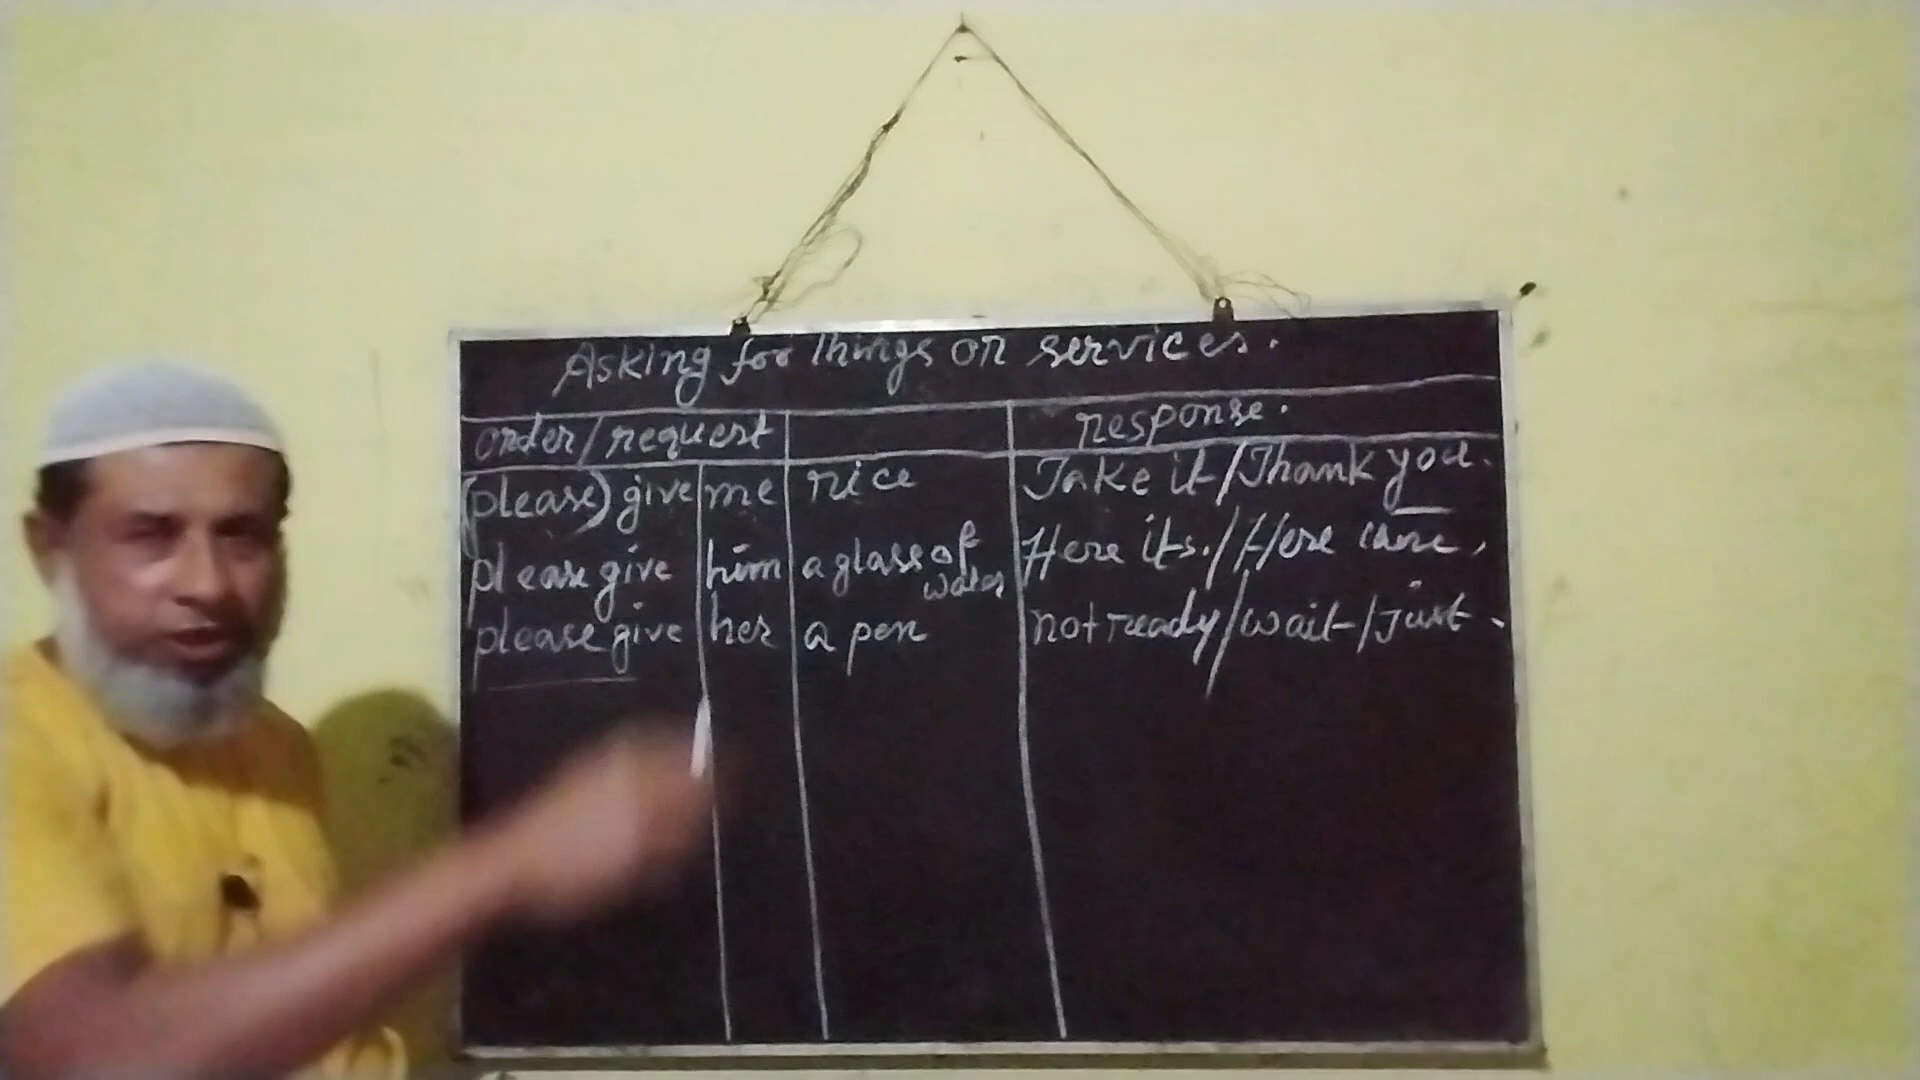 Asking for things or services.
order/request response.
(please) give me rice Take it/Thank you.
please give him a glass of water Here its./Here came,
please give her a pen not ready/wait/Just.